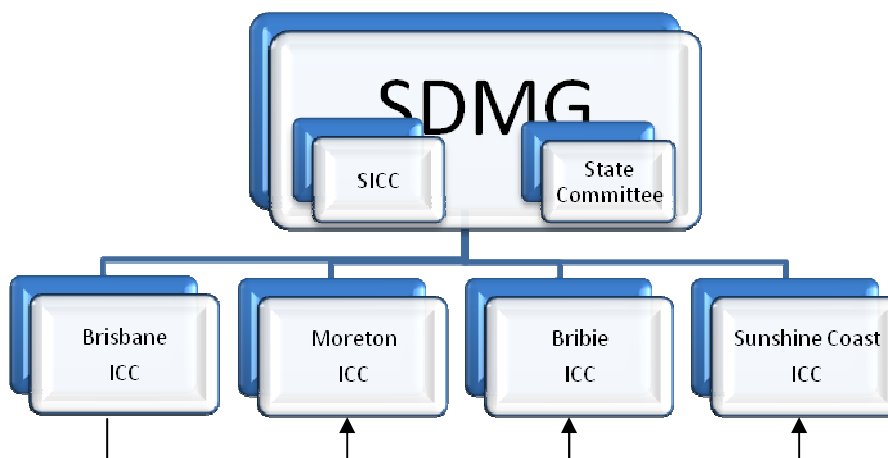 SDMG
SICC
State
Committee
Brisbane
ICC
Moreton
ICC
Bribie
ICC
Sunshine Coast
ICC